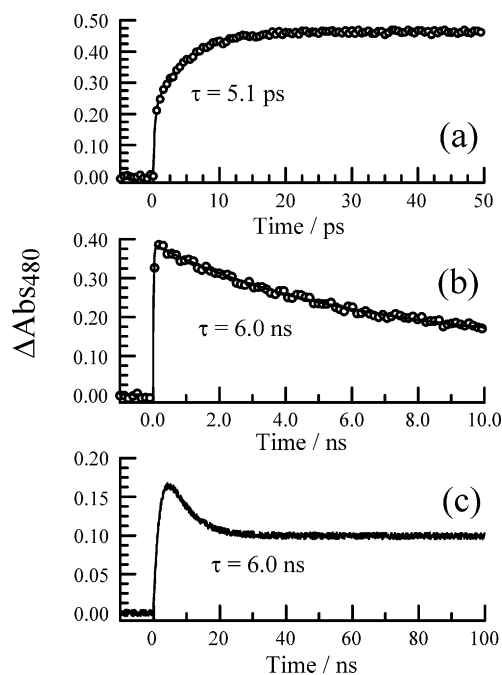 0.50
0.40
0.30
0.20
0.10
0.00
τ = 5.1 ps
(a)
0 10 20 30 40 50
Time / ps
ΔAbs480
0.40
0.30
0.20
0.10
0.00
(b)
τ = 6.0 ns
0.0 2.0 4.0 6.0 8.0 10.0
Time / ns
0.20
0.15
0.10
0.05
0.00
(c)
τ = 6.0 ns
0 20 40 60 80 100
Time / ns